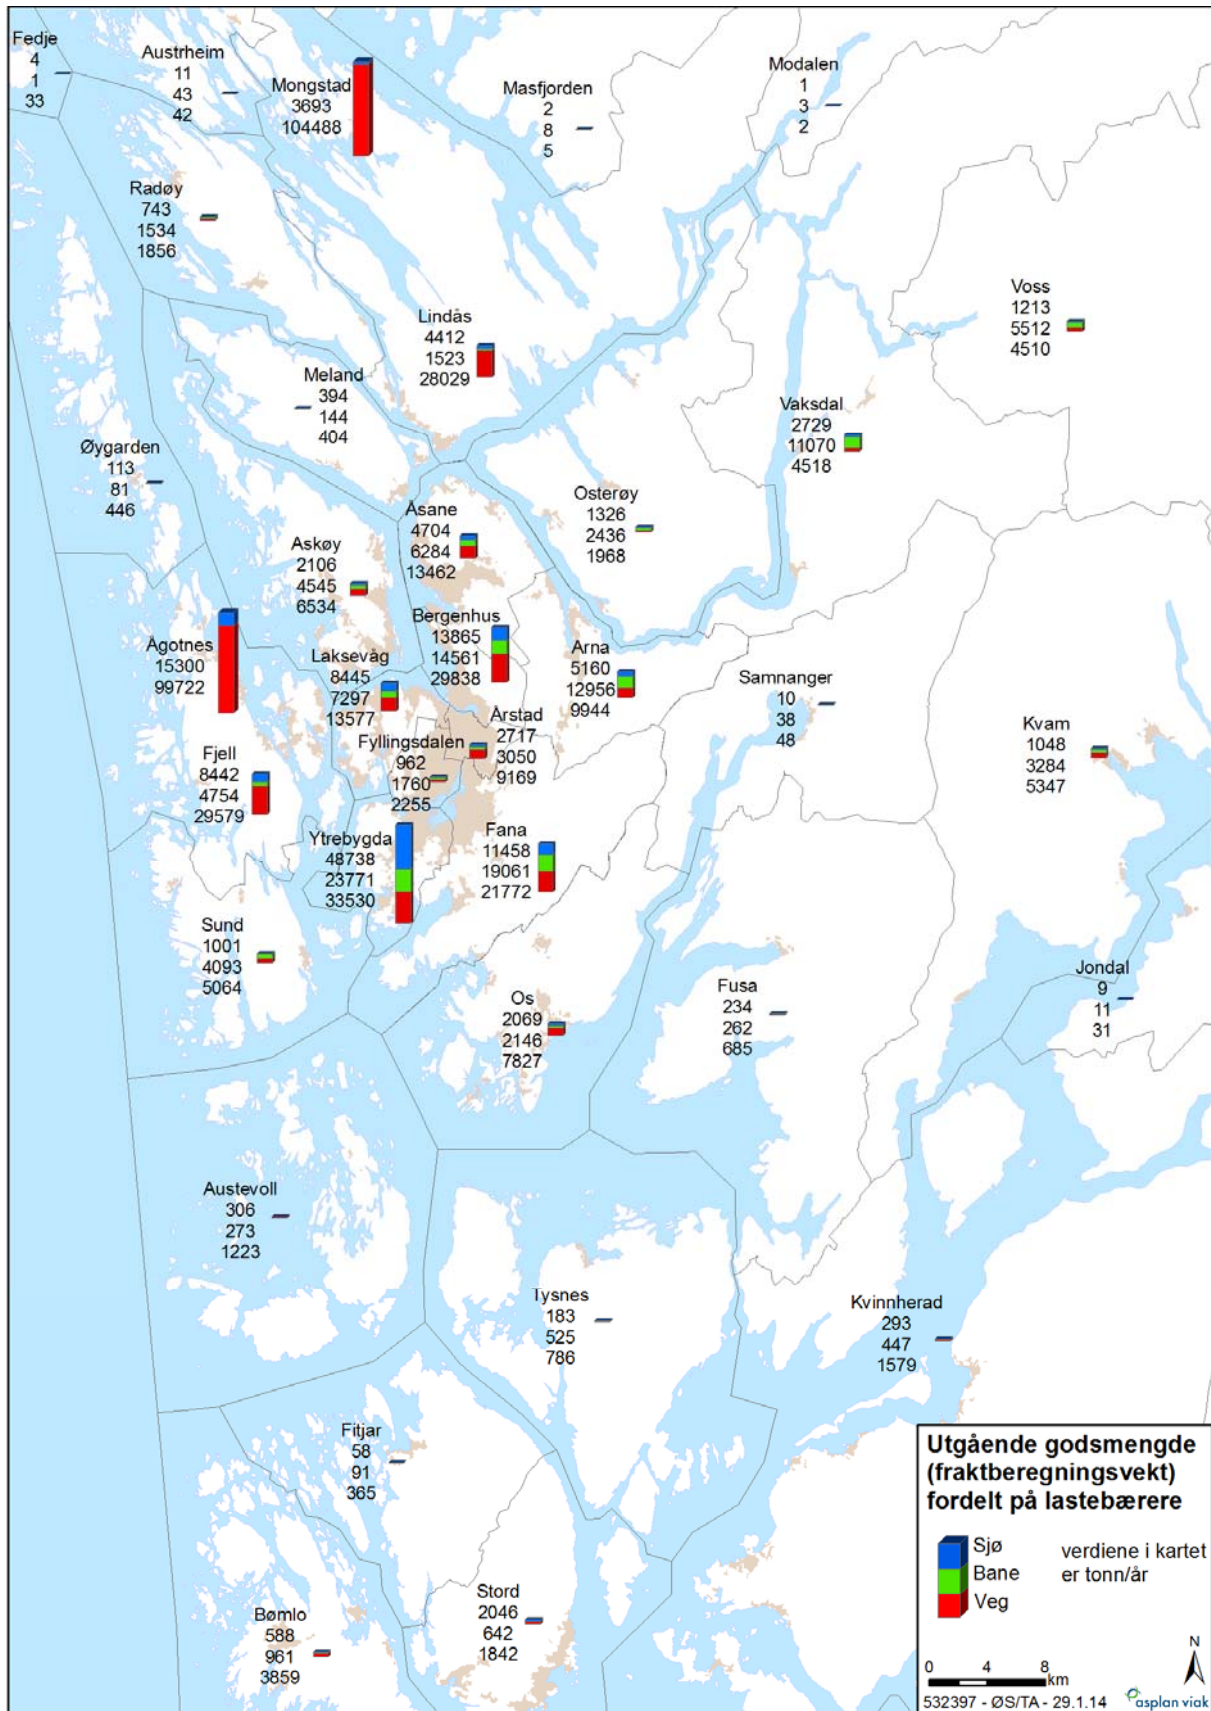 Fedje
4
1
33
Austrheim
11
43
42
Mongstad
3693
104488
Masfjorden
2
8
5
Modalen
1
3
2
Radøy
743
1534
1856
Voss
1213
5512
4510
Lindås
4412
1523
28029
Meland
394
144
404
Vaksdal
2729
11070
4518
Øygarden
113
81
446
Osterøy
1326
2436
1968
Åsane
4704
6284
13462
Askøy
2106
4545
6534
Bergenhus
13865
14561
29838
Ågotnes
15300
99722
Laksevåg
8445
7297
13577
Arna
5160
12956
9944
Samnanger
10
38
48
Årstad
2717
3050
9169
Kvam
1048
3284
5347
Fyllingsdalen
962
1760
2255
Fjell
8442
4754
29579
Ytrebygda
48738
23771
33530
Fana
11458
19061
21772
Sund
1001
4093
5064
Os
2069
2146
7827
Fusa
234
262
685
Jondal
9
11
31
Austevoll
306
273
1223
Tysnes
183
525
786
Kvinnherad
293
447
1579
Fitjar
58
91
365
Stord
2046
642
1842
Bømlo
588
961
3859
Utgående godsmengde
(fraktberegningsvekt)
fordelt på lastebærere
Sjø
Bane
Veg
verdiene i kartet
er tonn/år
N
0 4 8
km
532397 - ØS/TA - 29.1.14
asplan viak